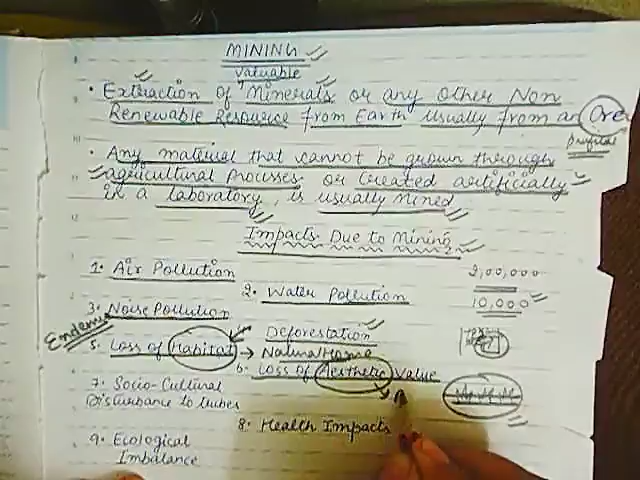 MINING
Valuable
• Extraction of "Minerals or any other Non
Renewable Resource from Earth usually from an Ore
• Any material that cannot be grown through
agricultural processes or created artificially
in a laboratory, is usually mined
Impacts Due to Mining
1. Air Pollution
2,00,000
2. Water Pollution
10,000
3. Noise Pollution
Deforestation
5. Loss of Habitat → Natural Home
6. Loss of Aesthetic Value
7. Socio-Cultural
Disturbance to tribes
8. Health Impacts
9. Ecological
Imbalance